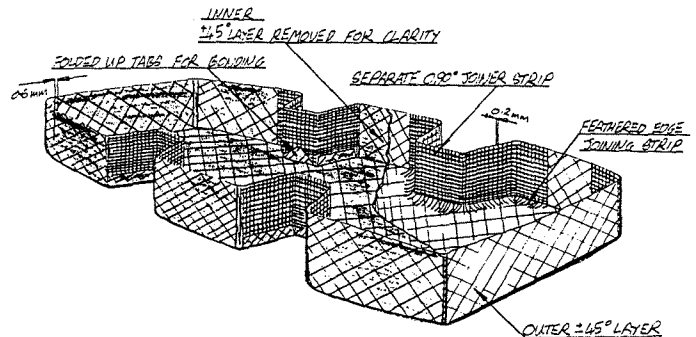 INNER
±45° LAYER REMOVED FOR CLARITY
FOLDED UP TABS FOR BONDING
SEPARATE 0.90° JOINER STRIP
0.6mm
0.2mm
FEATHERED EDGE
JOINING STRIP
OUTER ±45° LAYER